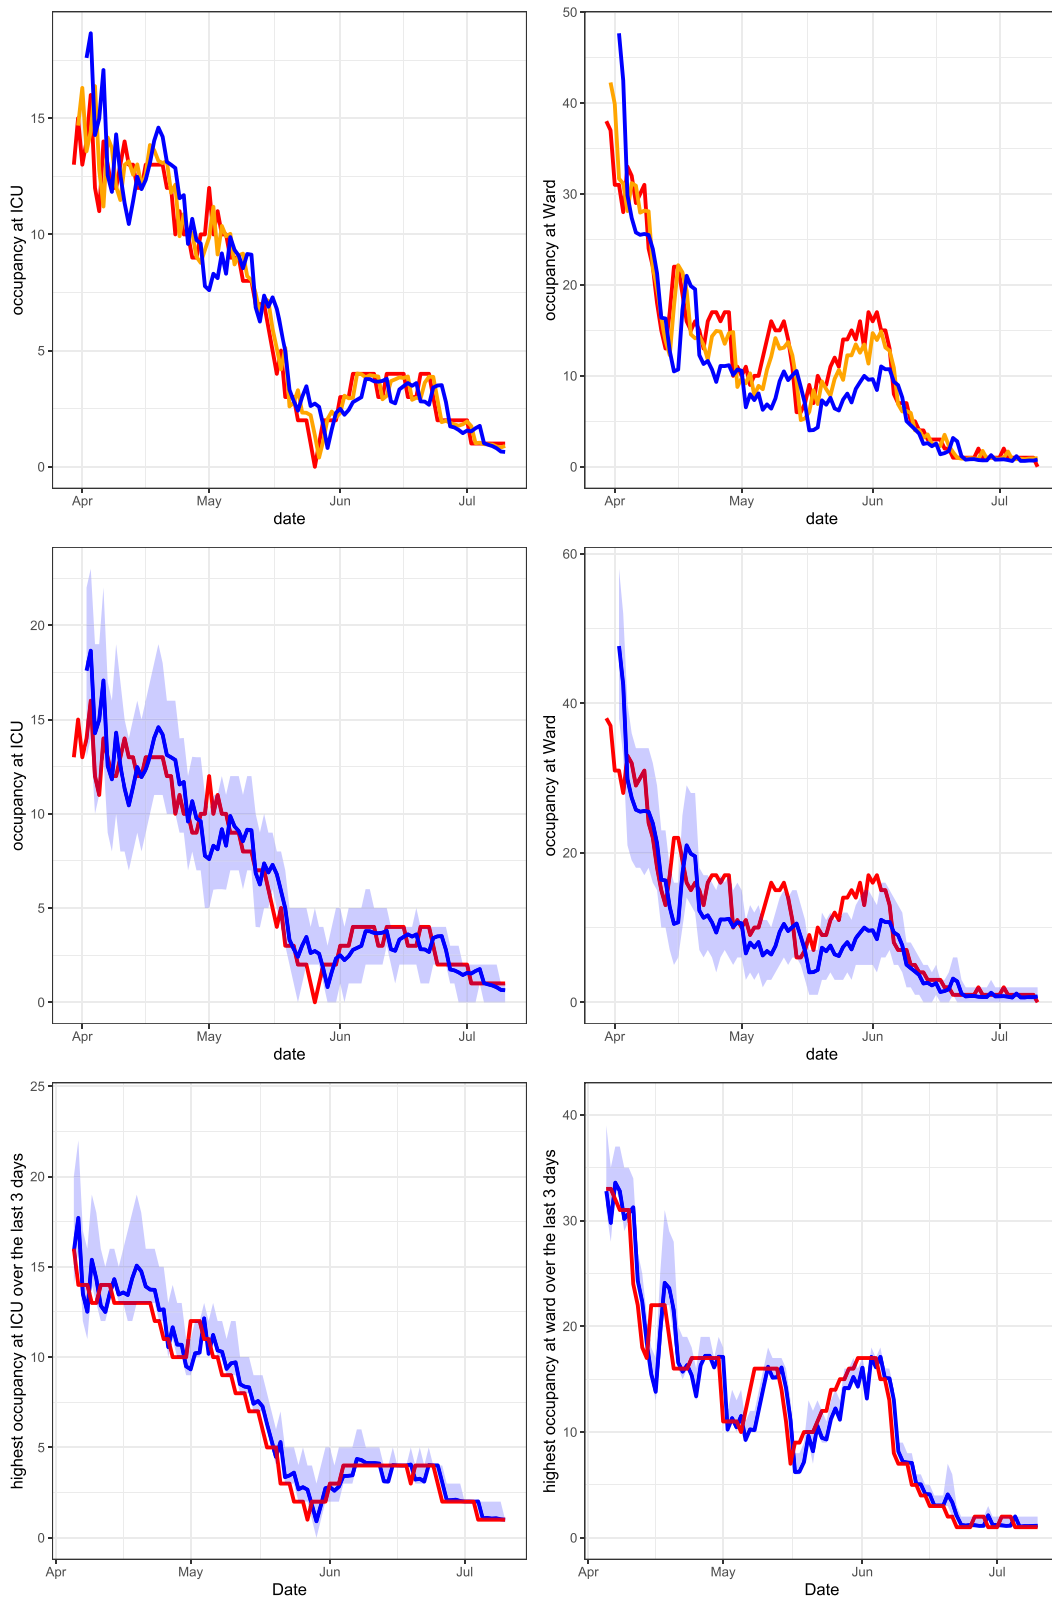 occupancy at ICU
15
10
5
0
Apr May Jun Jul
date
occupancy at Ward
50
40
30
20
10
0
Apr May Jun Jul
date
occupancy at ICU
20
15
10
5
0
Apr May Jun Jul
date
occupancy at Ward
60
40
20
0
Apr May Jun Jul
date
highest occupancy at ICU over the last 3 days
25
20
15
10
5
0
Apr May Jun Jul
Date
highest occupancy at ward over the last 3 days
40
30
20
10
0
Apr May Jun Jul
Date